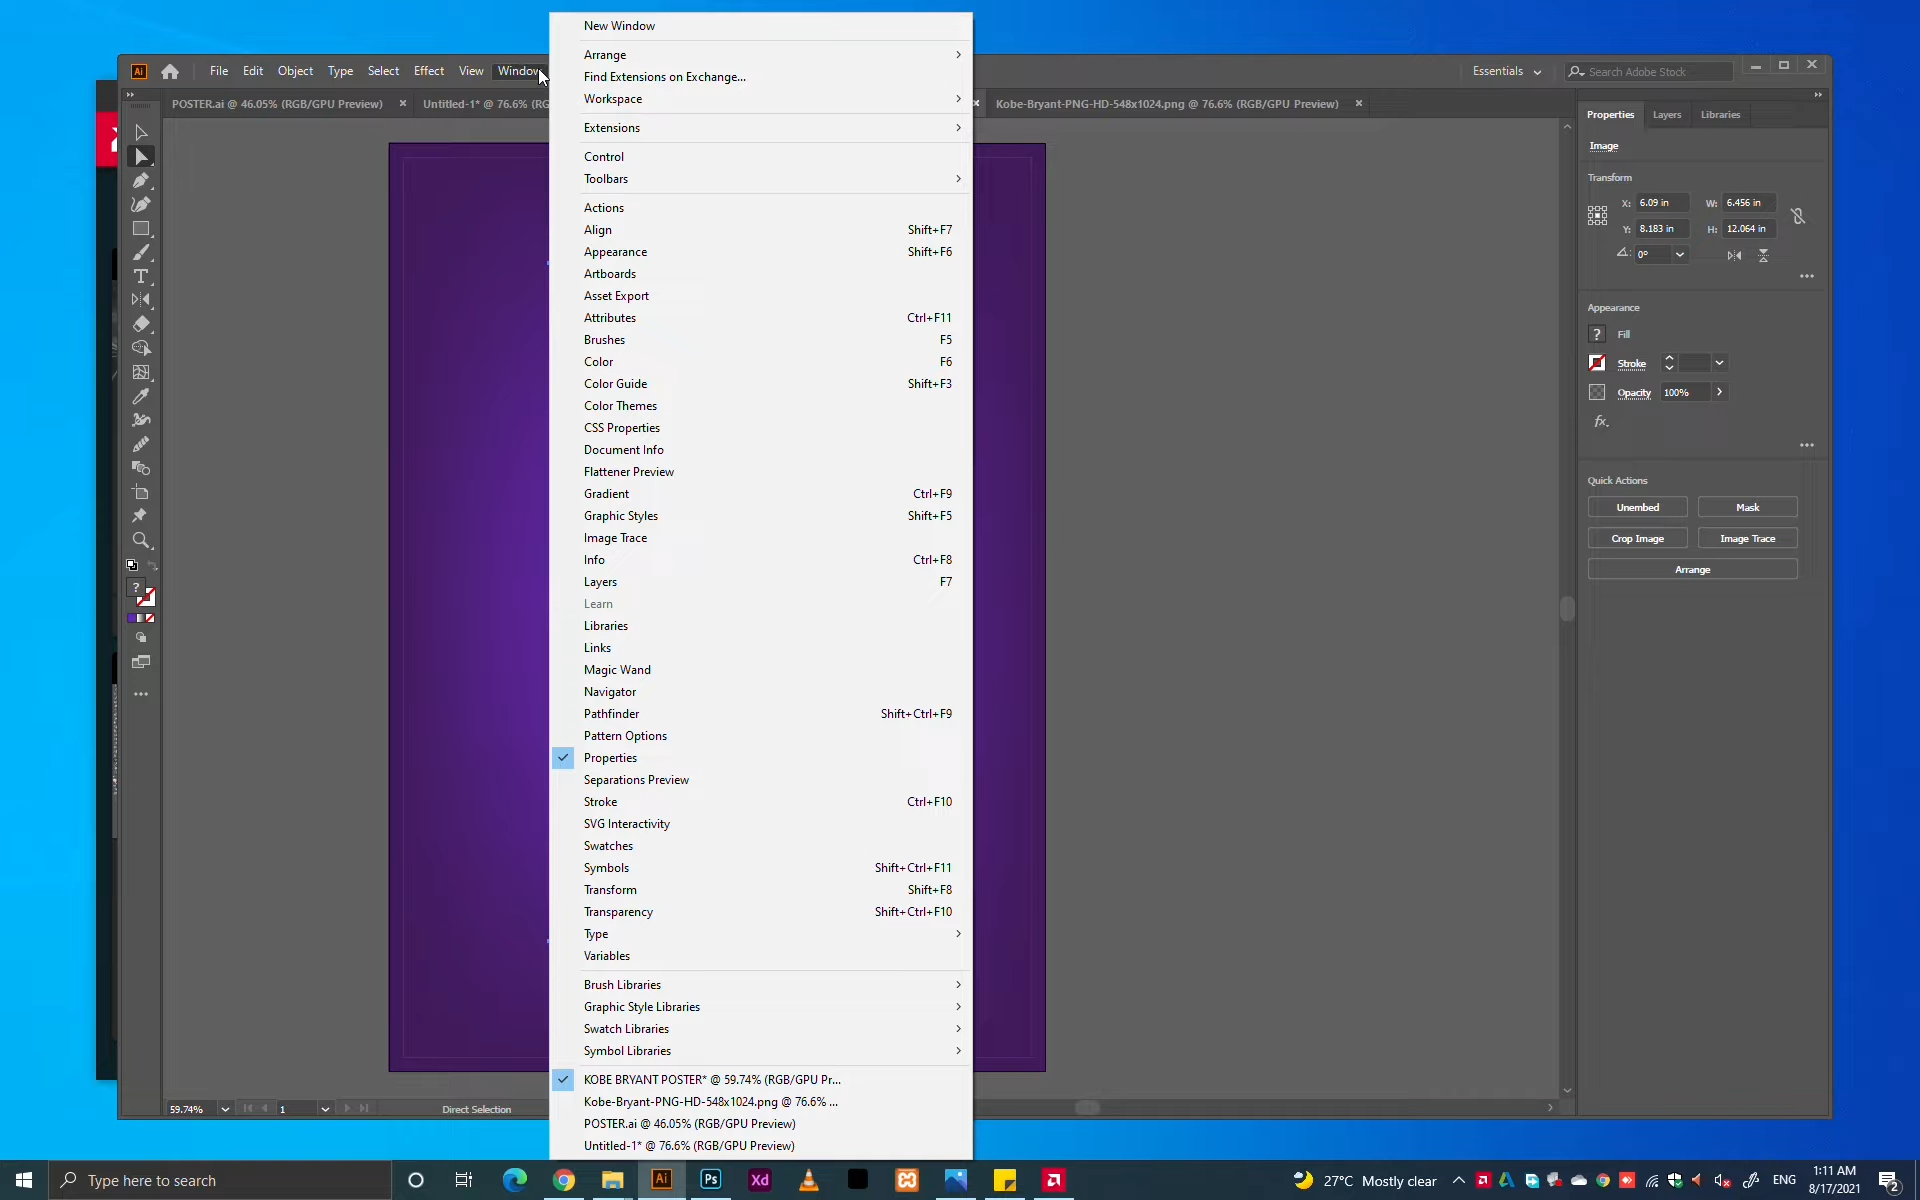 New Window
Arrange
Find Extensions on Exchange...
Workspace
Extensions
Control
Toolbars
Actions
Align Shift+F7
Appearance Shift+F6
Artboards
Asset Export
Attributes Ctrl+F11
Brushes F5
Color F6
Color Guide Shift+F3
Color Themes
CSS Properties
Document Info
Flattener Preview
Gradient Ctrl+F9
Graphic Styles Shift+F5
Image Trace
Info Ctrl+F8
Layers F7
Learn
Libraries
Links
Magic Wand
Navigator
Pathfinder Shift+Ctrl+F9
Pattern Options
Properties
Separations Preview
Stroke Ctrl+F10
SVG Interactivity
Swatches
Symbols Shift+Ctrl+F11
Transform Shift+F8
Transparency Shift+Ctrl+F10
Type
Variables
Brush Libraries
Graphic Style Libraries
Swatch Libraries
Symbol Libraries
KOBE BRYANT POSTER* @ 59.74% (RGB/GPU Pr...
Kobe-Bryant-PNG-HD-548x1024.png @ 76.6% ...
POSTER.ai @ 46.05% (RGB/GPU Preview)
Untitled-1* @ 76.6% (RGB/GPU Preview)
Ai File Edit Object Type Select Effect View Window
Essentials Search Adobe Stock
POSTER.ai @ 46.05% (RGB/GPU Preview) × Untitled-1* @ 76.6% (RG
Kobe-Bryant-PNG-HD-548x1024.png @ 76.6% (RGB/GPU Preview) ×
Properties Layers Libraries
Image
Transform
X: 6.09 in W: 6.456 in
Y: 8.183 in H: 12.064 in
0°
Appearance
? Fill
Stroke
Opacity 100%
fx.
Quick Actions
Unembed Mask
Crop Image Image Trace
Arrange
?
59.74% 1 Direct Selection
Type here to search
Ai Ps Xd
27°C Mostly clear ENG
1:11 AM
8/17/2021
2